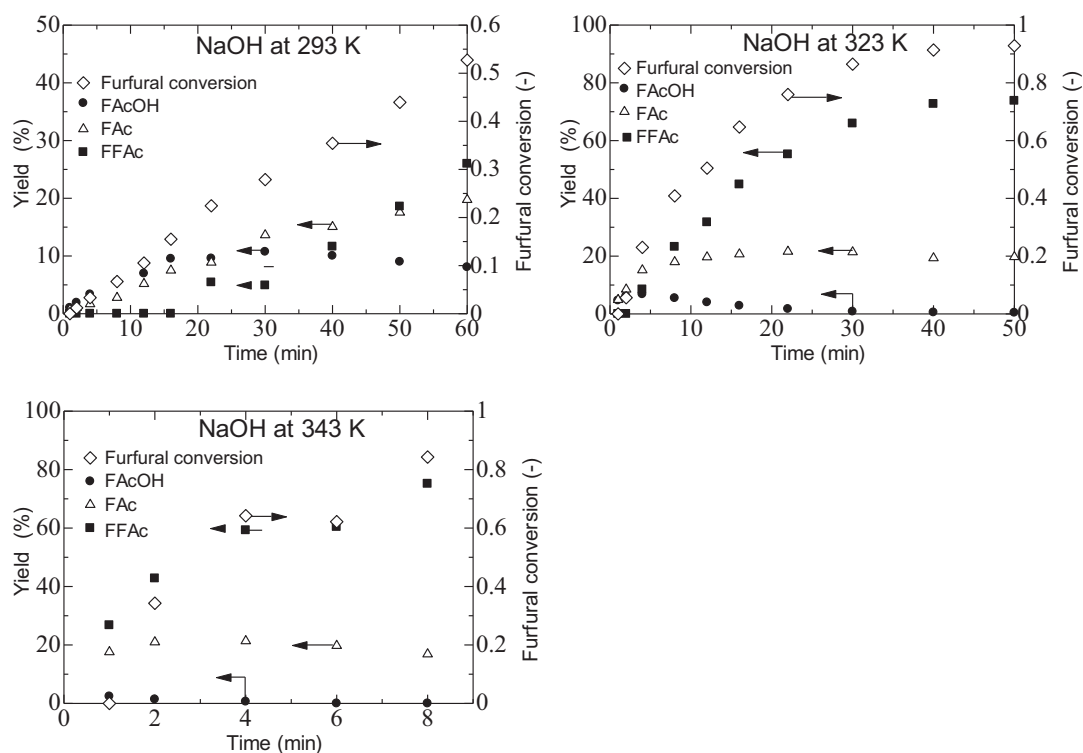 NaOH at 293 K
Furfural conversion
FAcOH
FAc
FFAc
Yield (%)
50
40
30
20
10
0
0.6
0.5
0.4
0.3
0.2
0.1
0
Furfural conversion (-)
0 10 20 30 40 50 60
Time (min)
NaOH at 323 K
Furfural conversion
FAcOH
FAc
FFAc
Yield (%)
100
80
60
40
20
0
1
0.8
0.6
0.4
0.2
0
Furfural conversion (-)
0 10 20 30 40 50
Time (min)
NaOH at 343 K
Furfural conversion
FAcOH
FAc
FFAc
Yield (%)
100
80
60
40
20
0
1
0.8
0.6
0.4
0.2
0
Furfural conversion (-)
0 2 4 6 8
Time (min)